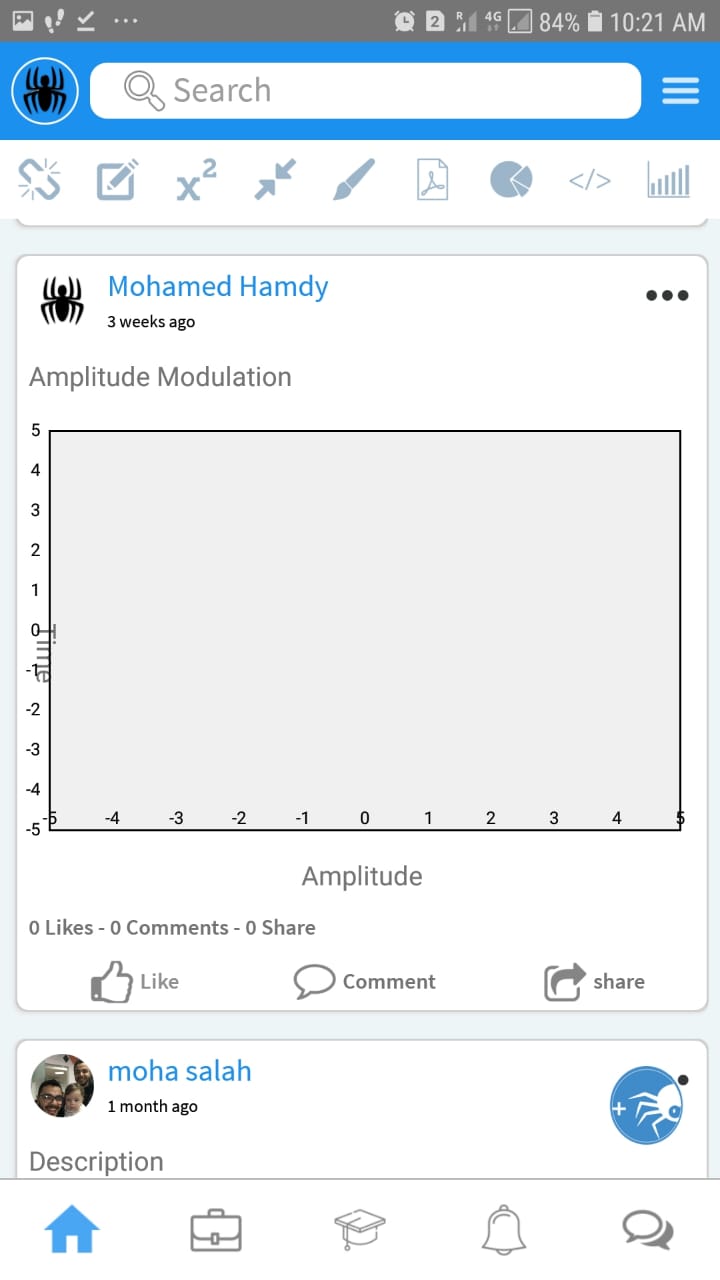 2 R 4G 84% 10:21 AM
Search
x²
</>
Mohamed Hamdy
3 weeks ago
Amplitude Modulation
5
4
3
2
1
0
Time
-1
-2
-3
-4
-5
-5 -4 -3 -2 -1 0 1 2 3 4 5
Amplitude
0 Likes - 0 Comments - 0 Share
Like Comment share
moha salah
1 month ago
Description